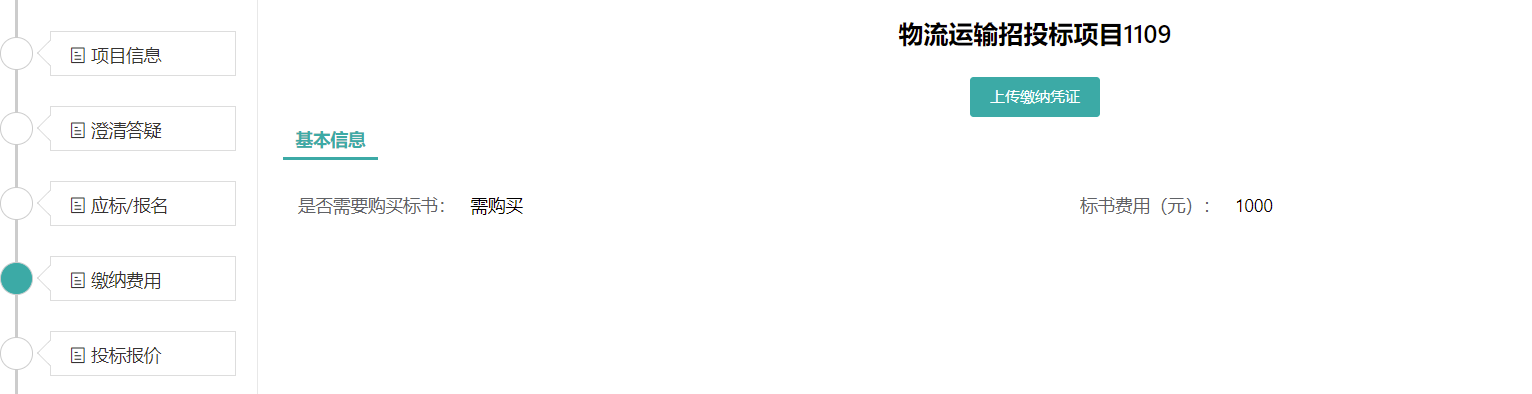 项目信息
澄清答疑
应标/报名
缴纳费用
投标报价
物流运输招投标项目1109
上传缴纳凭证
基本信息
是否需要购买标书： 需购买
标书费用（元）： 1000